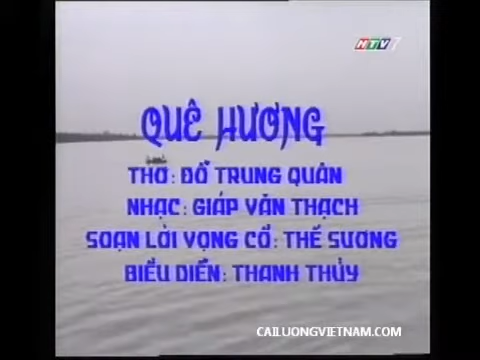 HTV7
QUÊ HƯƠNG
THƠ: ĐỖ TRUNG QUÂN
NHẠC: GIÁP VĂN THẠCH
SOẠN LỜI VỌNG CỔ: THẾ SƯƠNG
BIỂU DIỄN: THANH THỦY
CAILUONGVIETNAM.COM